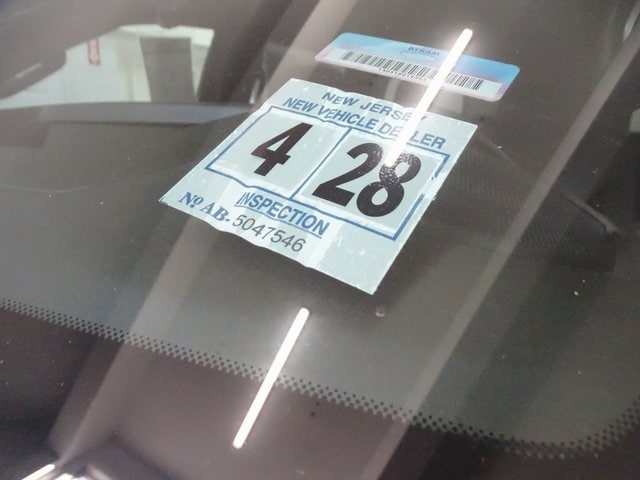 NEW JERSEY
NEW VEHICLE DEALER
4 28
INSPECTION
Nº AB- 5047546